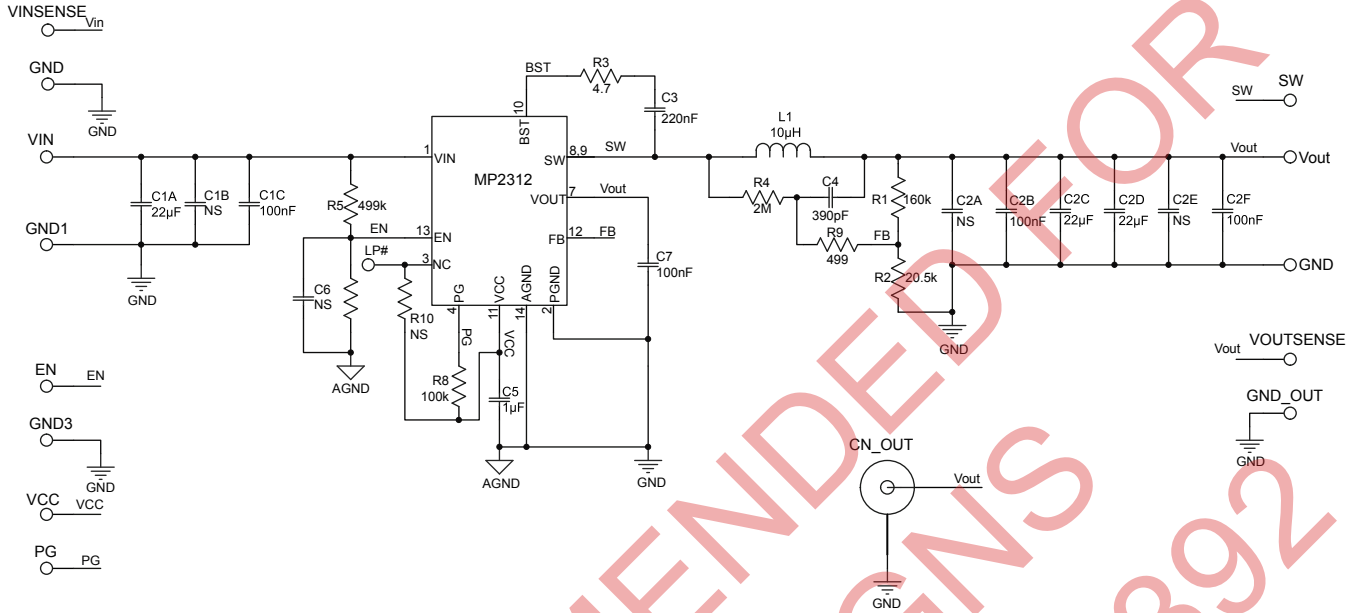 VINSENSE
Vin
GND
GND
VIN
C1A
22µF
C1B
NS
C1C
100nF
GND1
GND
R5
499k
EN
LP#
C6
NS
AGND
R10
NS
BST
R3
4.7
C3
220nF
10
BST
1
VIN
SW
8,9
SW
MP2312
7
VOUT
Vout
13
EN
FB
12
FB
3
NC
PG
VCC
AGND
PGND
4
11
14
2
PG
VCC
R8
100k
C5
1µF
C7
100nF
AGND
GND
L1
10µH
R4
2M
C4
390pF
R9
499
R1
160k
FB
R2
20.5k
C2A
NS
C2B
100nF
C2C
22µF
C2D
22µF
C2E
NS
C2F
100nF
GND
SW
SW
Vout
Vout
GND
VOUTSENSE
Vout
GND_OUT
GND
CN_OUT
Vout
GND
EN
EN
GND3
GND
VCC
VCC
PG
PG
ENDED FOR
GNS
892